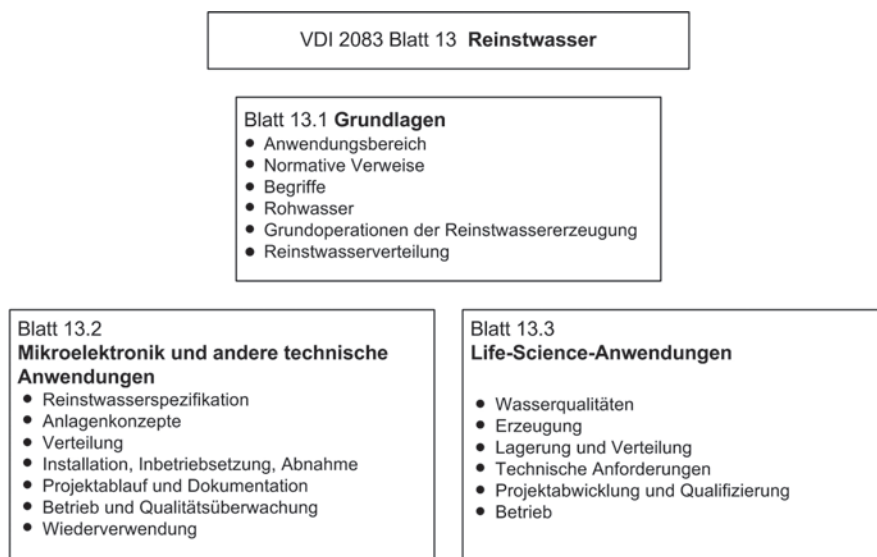 VDI 2083 Blatt 13 Reinstwasser
Blatt 13.1 Grundlagen
● Anwendungsbereich
● Normative Verweise
● Begriffe
● Rohwasser
● Grundoperationen der Reinstwassererzeugung
● Reinstwasserverteilung
Blatt 13.2
Mikroelektronik und andere technische
Anwendungen
● Reinstwasserspezifikation
● Anlagenkonzepte
● Verteilung
● Installation, Inbetriebsetzung, Abnahme
● Projektablauf und Dokumentation
● Betrieb und Qualitätsüberwachung
● Wiederverwendung
Blatt 13.3
Life-Science-Anwendungen
● Wasserqualitäten
● Erzeugung
● Lagerung und Verteilung
● Technische Anforderungen
● Projektabwicklung und Qualifizierung
● Betrieb